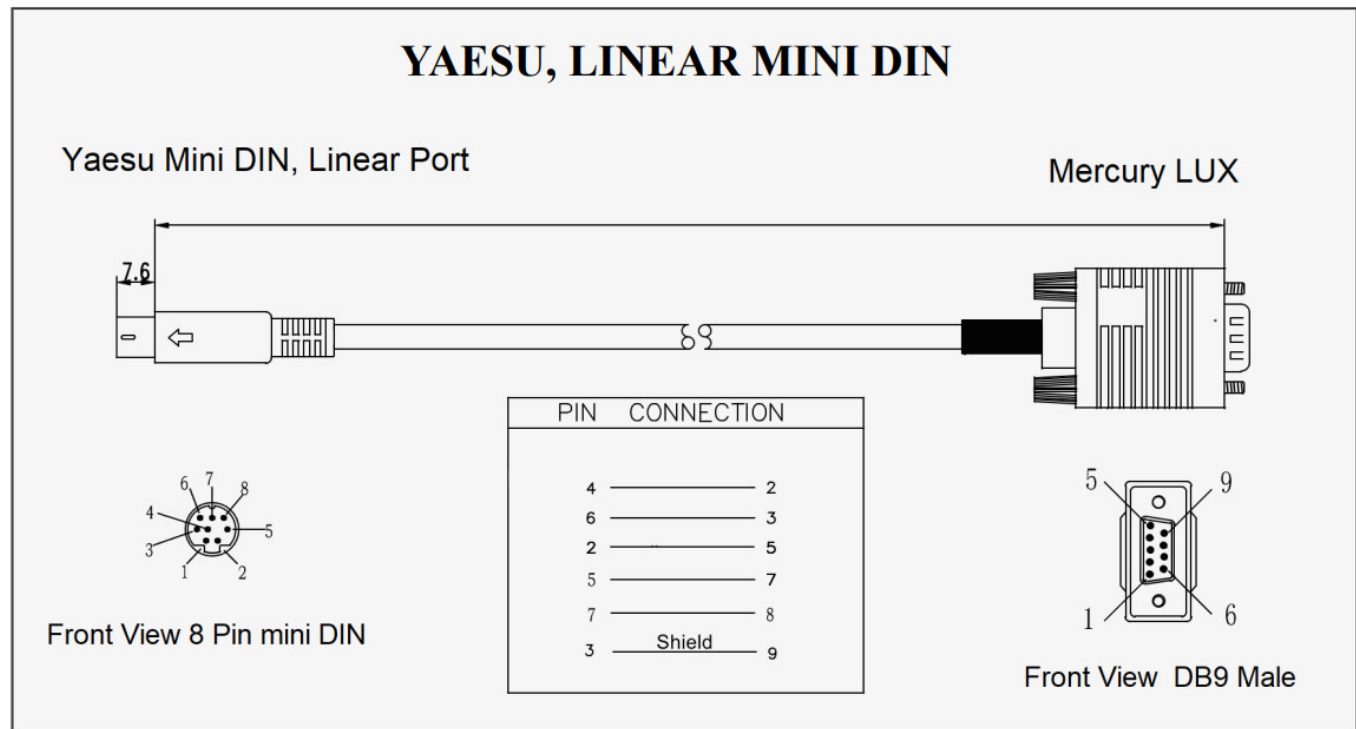 YAESU, LINEAR MINI DIN
Yaesu Mini DIN, Linear Port
Mercury LUX
7.6
PIN CONNECTION
4 2
6 3
2 5
5 7
7 8
3 Shield 9
6 7 8
4
3 5
1 2
Front View 8 Pin mini DIN
5 9
1 6
Front View DB9 Male